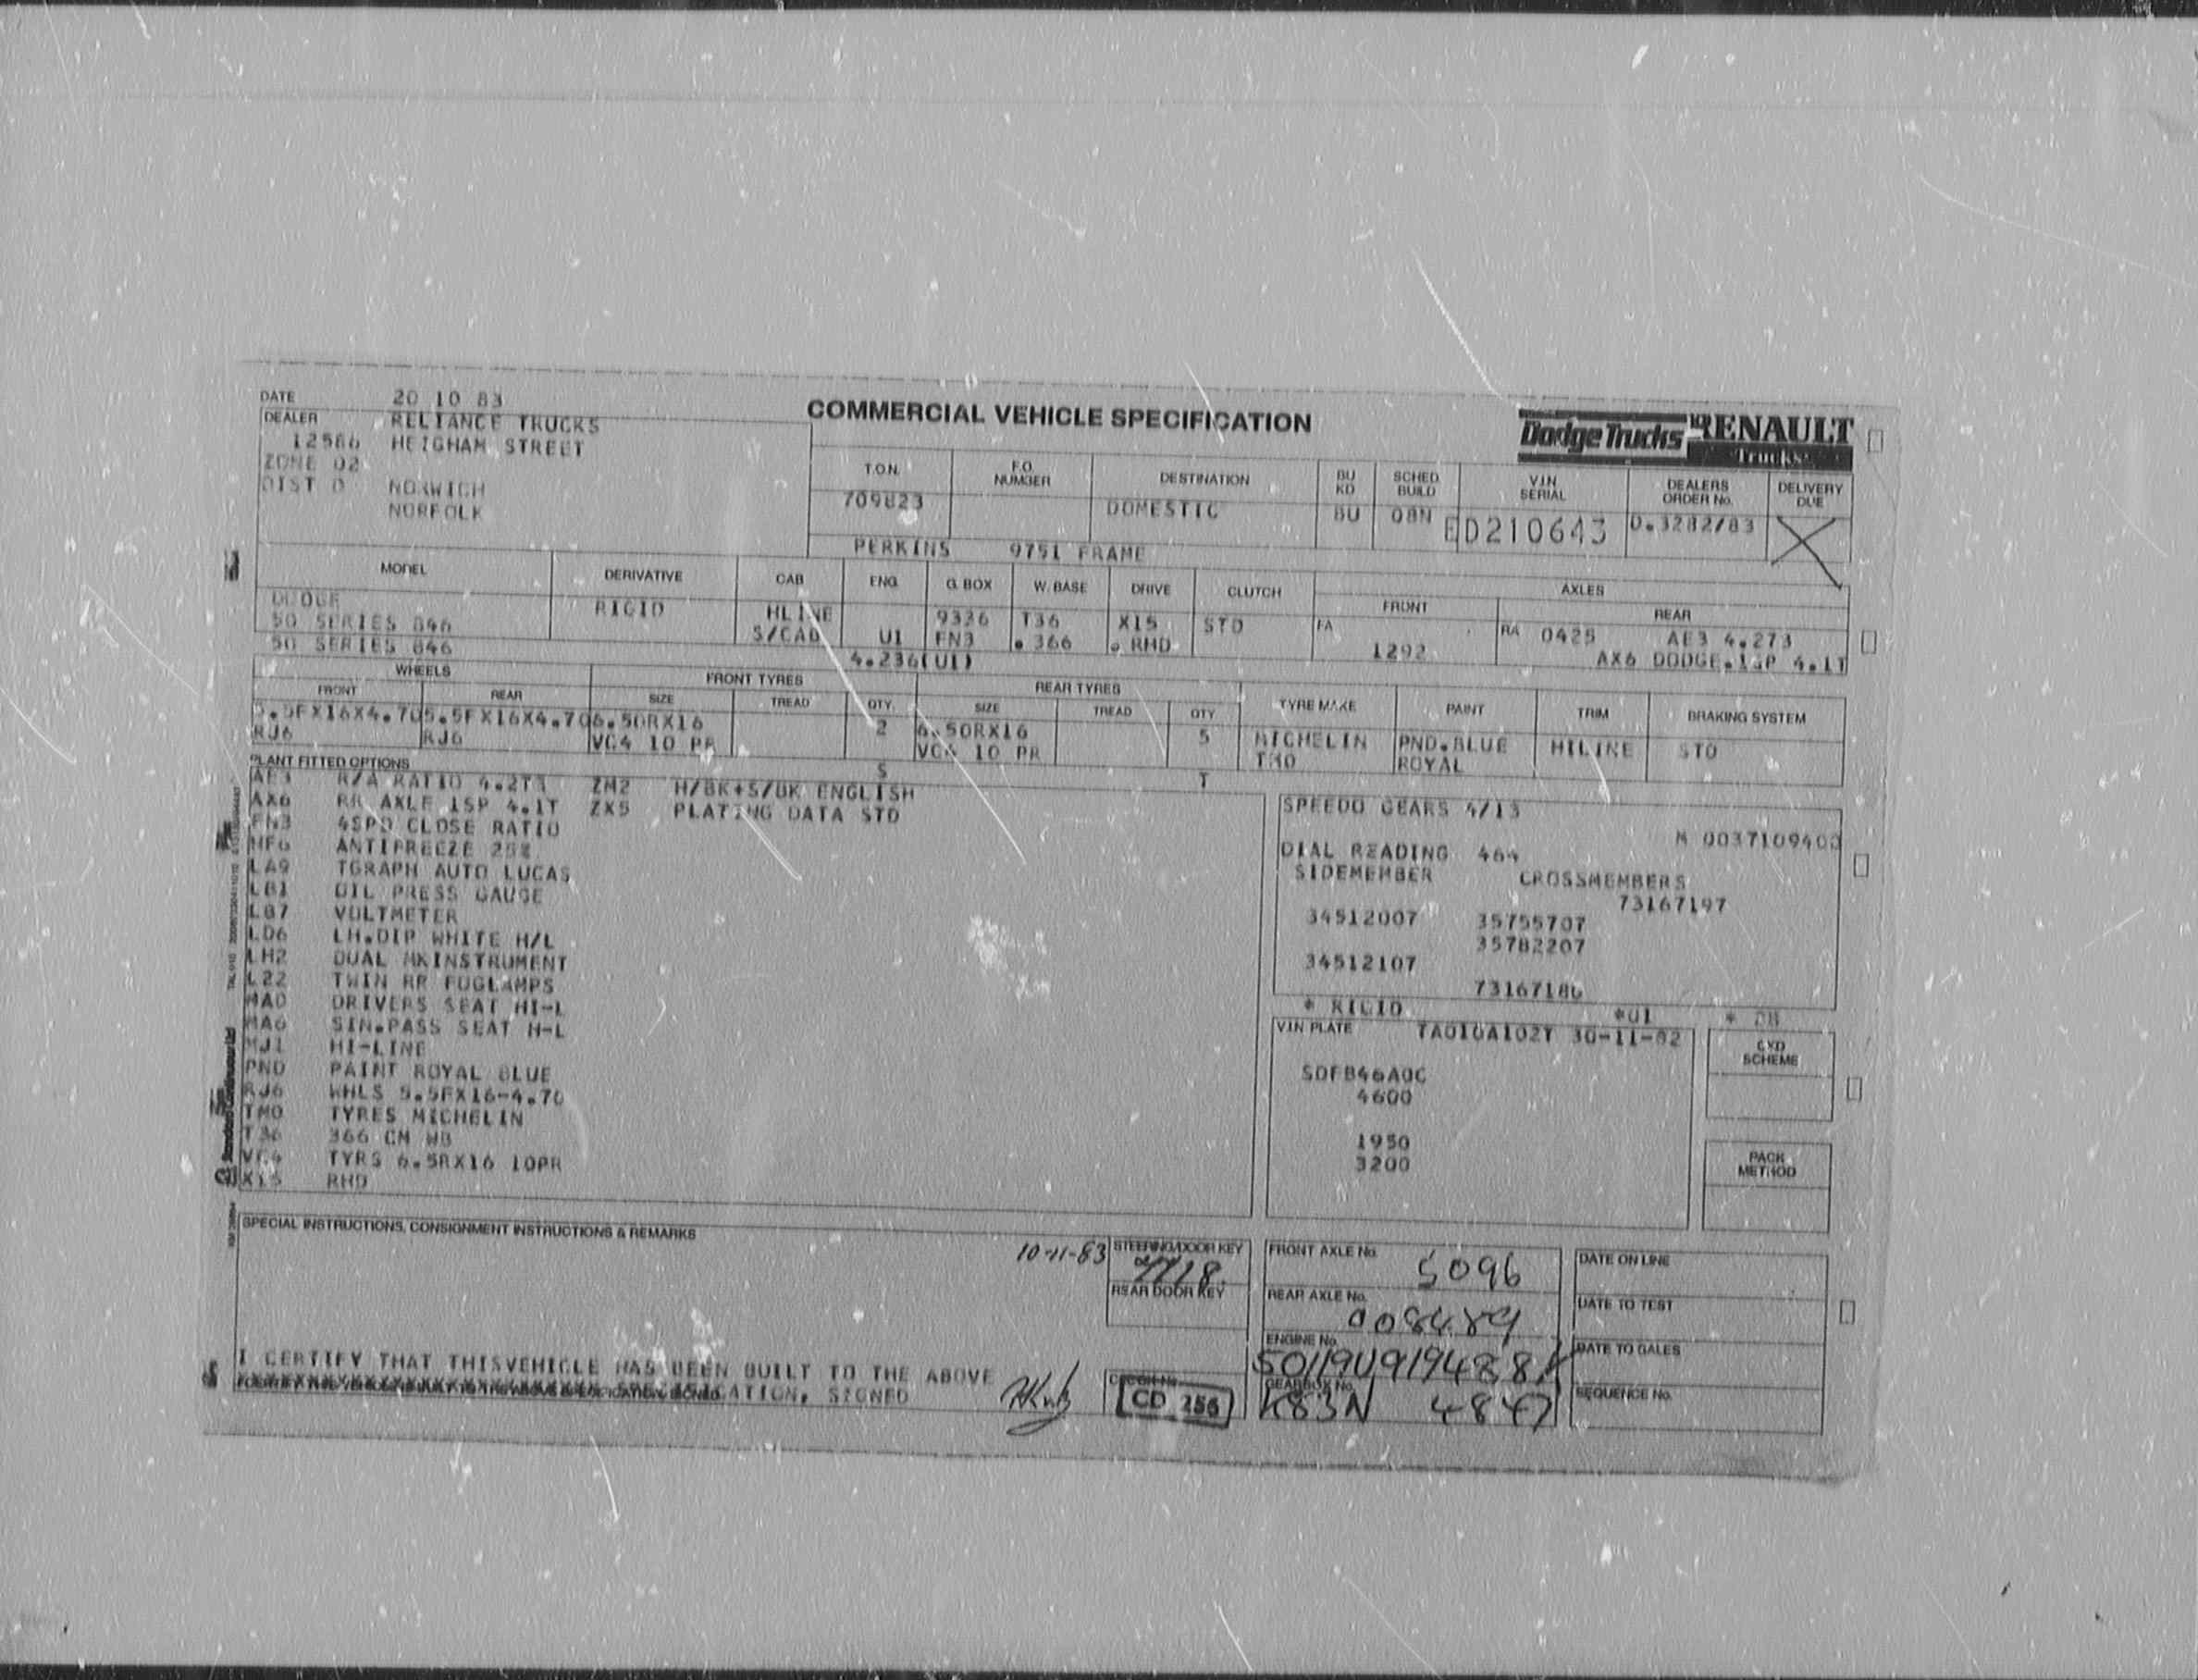 DATE 20 10 83
COMMERCIAL VEHICLE SPECIFICATION
Dodge Trucks RENAULT Trucks
DEALER RELIANCE TRUCKS
12586 HEIGHAM STREET
ZONE 02
DIST 0 NORWICH
NORFOLK
T.O.N. F.O. NUMBER DESTINATION BU KD SCHED. BUILD VIN SERIAL DEALERS ORDER No. DELIVERY DUE
709823 DOMESTIC BU 08N ED210643 D.3282/83
PERKINS 9751 FRAME
MODEL DERIVATIVE CAB ENG G. BOX W. BASE DRIVE CLUTCH AXLES
FRONT REAR
DODGE RIGID HLINE 9336 T36 X15 STD FA RA 0425 AE3 4.273
50 SERIES 846 S/CAB U1 FN3 .366 . RHD 1292 AX6 DODGE.1SP 4.1T
50 SERIES 846 4.236(U1)
WHEELS FRONT TYRES REAR TYRES
FRONT REAR SIZE TREAD QTY. SIZE TREAD QTY TYRE MAKE PAINT TRIM BRAKING SYSTEM
5.5FX16X4.70 5.5FX16X4.70 6.50RX16 2 6.50RX16 5 MICHELIN PND.BLUE HILINE STD
RJ6 RJ6 VC4 10 PR VC4 10 PR TMO ROYAL
S T
PLANT FITTED OPTIONS
AE3 R/A RATIO 4.273 ZM2 H/BK+S/BK ENGLISH
AX6 RR AXLE 1SP 4.1T ZX5 PLATING DATA STD
FN3 4SPD CLOSE RATIO
HF6 ANTIFREEZE 25%
LA9 TGRAPH AUTO LUCAS
LB1 OIL PRESS GAUGE
LB7 VOLTMETER
LD6 LH.DIP WHITE H/L
LH2 DUAL MKINSTRUMENT
L22 TWIN RR FOGLAMPS
MA0 DRIVERS SEAT HI-L
MA6 SIN.PASS SEAT H-L
MJ1 HI-LINE
PND PAINT ROYAL BLUE
RJ6 WHLS 5.5FX16-4.70
TMO TYRES MICHELIN
T36 366 CM WB
VC4 TYRS 6.5RX16 10PR
X15 RHD
SPEEDO GEARS 4/13
DIAL READING 464
SIDEMEMBER CROSSMEMBERS
73167197
34512007 35755707
35782207
34512107
73167186
* RIGID *U1
VIN PLATE TA010A102T 30-11-82
SDFB46A0C
4600
1950
3200
CKD SCHEME
PACK METHOD
SPECIAL INSTRUCTIONS, CONSIGNMENT INSTRUCTIONS & REMARKS
10-11-83
STEERING/DOOR KEY
REAR DOOR KEY
FRONT AXLE No. 5096
REAR AXLE No. 008489
ENGINE No.
GEARBOX No. K83N 4847
DATE ON LINE
DATE TO TEST
DATE TO SALES
SEQUENCE No.
I CERTIFY THAT THISVEHICLE HAS BEEN BUILT TO THE ABOVE
SIGNED
CD 256